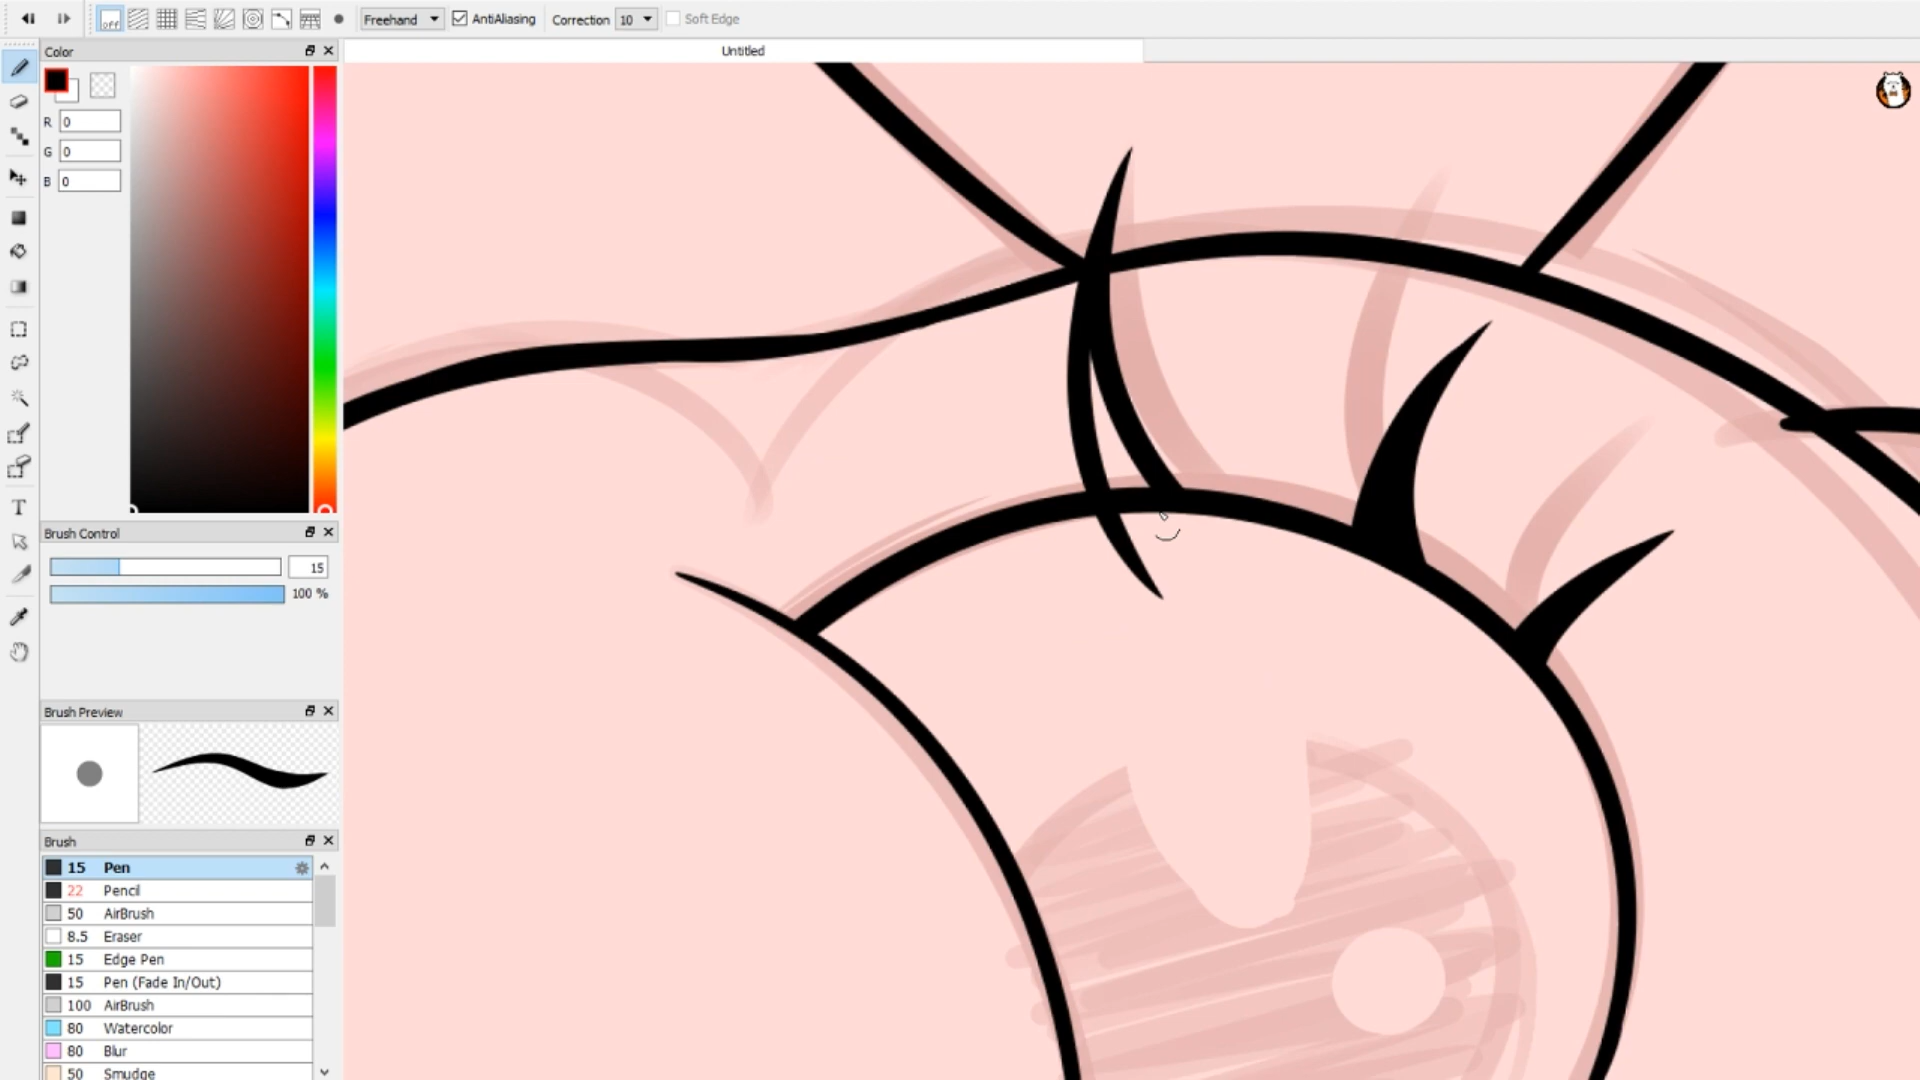 off
Freehand
AntiAliasing
Correction
10
Soft Edge
Color
Untitled
R 0
G 0
B 0
T
Brush Control
15
100 %
Brush Preview
Brush
15 Pen
22 Pencil
50 AirBrush
8.5 Eraser
15 Edge Pen
15 Pen (Fade In/Out)
100 AirBrush
80 Watercolor
80 Blur
50 Smudge